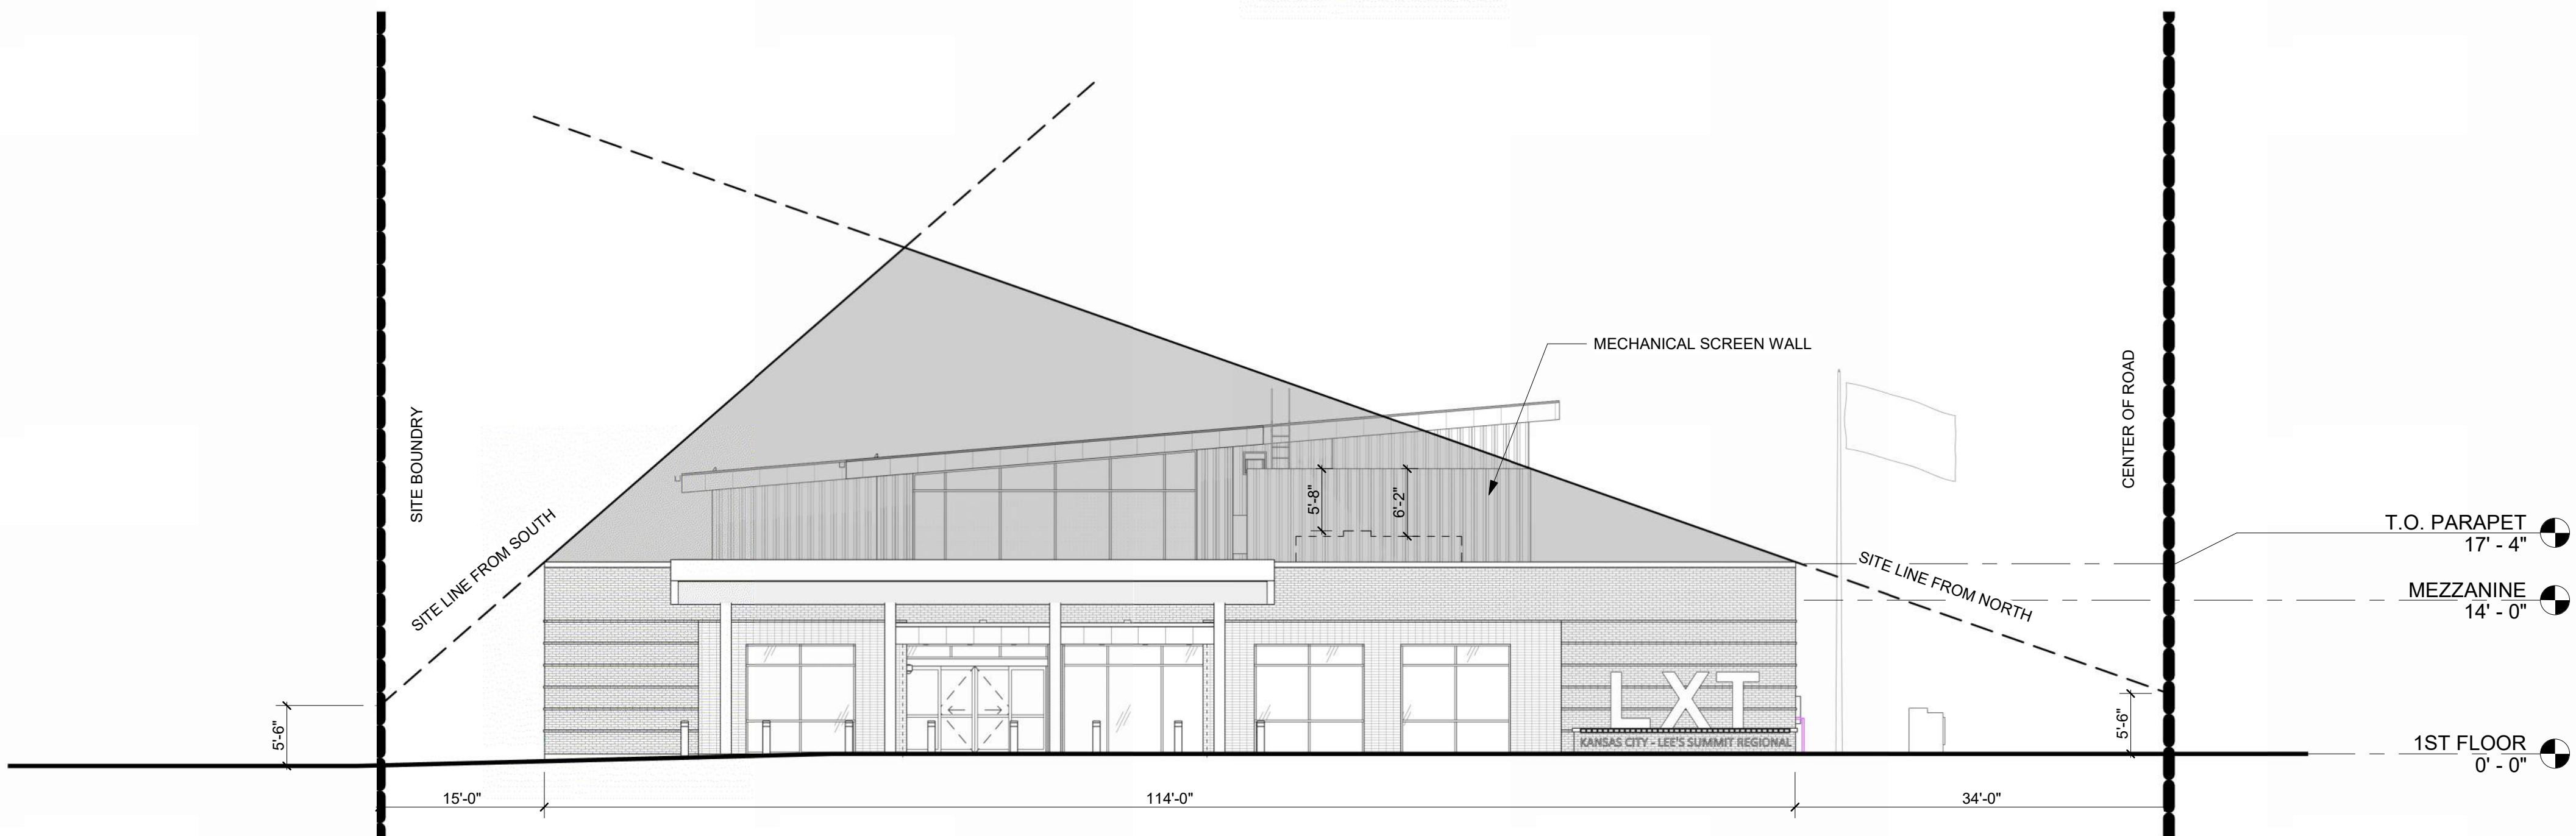 MECHANICAL SCREEN WALL
SITE BOUNDRY
CENTER OF ROAD
5'-8"
6'-2"
SITE LINE FROM SOUTH
SITE LINE FROM NORTH
T.O. PARAPET
17' - 4"
MEZZANINE
14' - 0"
LXT
KANSAS CITY - LEE'S SUMMIT REGIONAL
5'-6"
5'-6"
1ST FLOOR
0' - 0"
15'-0"
114'-0"
34'-0"